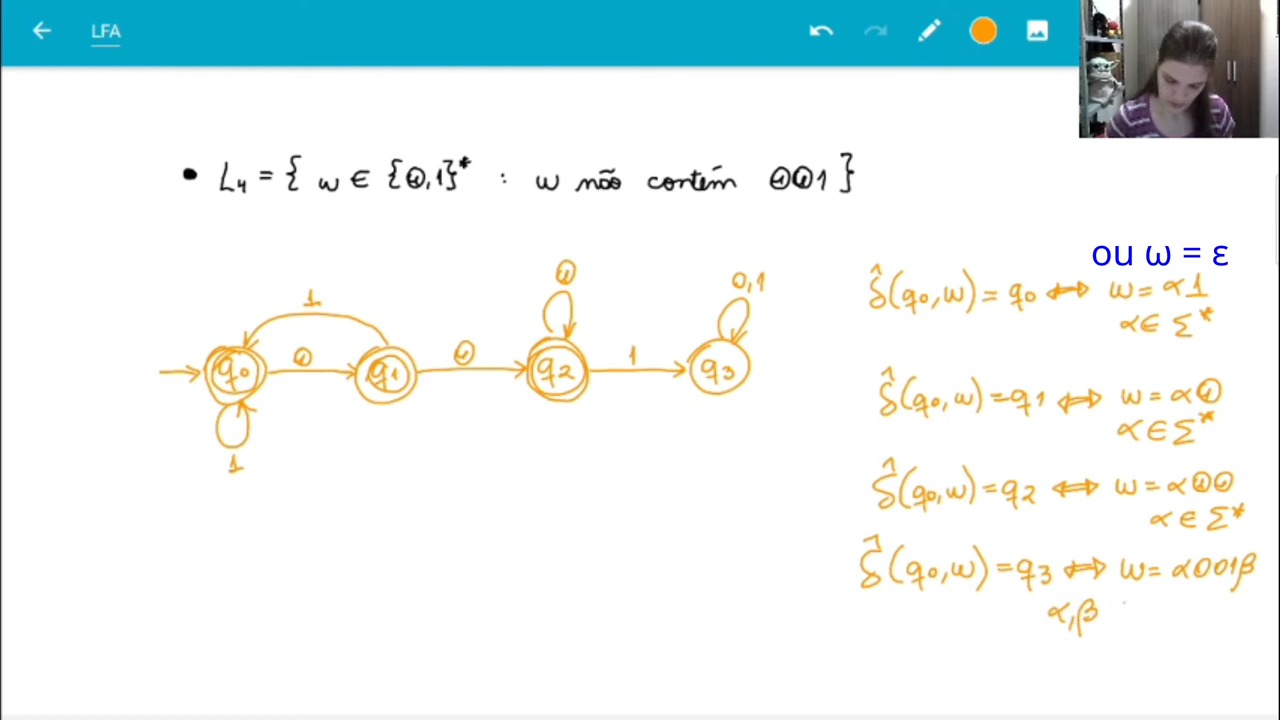 LFA
• L₄ = { w ∈ {0,1}* : w não contém 001 }
ou ω = ε
δ̂(q0,w) = q0 ⟺ w = α1
α ∈ Σ*
0
0,1
1
q0
0
q1
0
q2
1
q3
1
δ̂(q0,w) = q1 ⟺ w = α0
α ∈ Σ*
δ̂(q0,w) = q2 ⟺ w = α00
α ∈ Σ*
δ̂(q0,w) = q3 ⟺ w = α001β
α,β